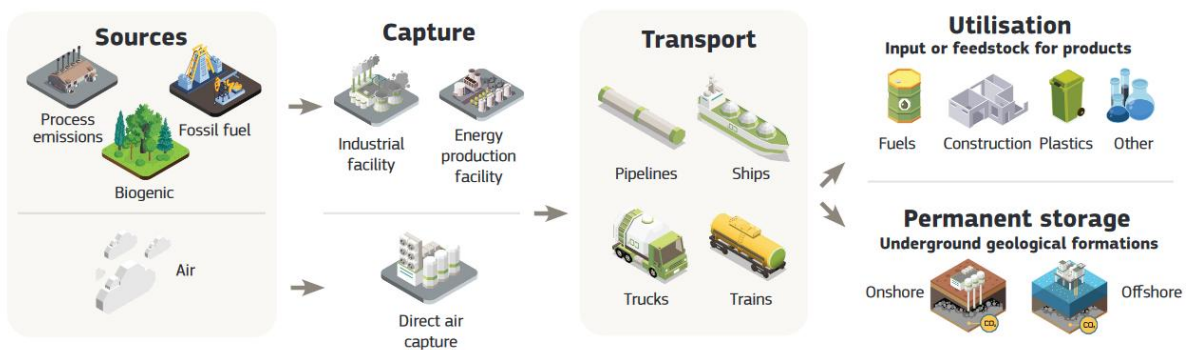 Sources
Process
emissions
Fossil fuel
Biogenic
Air
Capture
Industrial
facility
Energy
production
facility
Direct air
capture
Transport
Pipelines
Ships
Trucks
Trains
Utilisation
Input or feedstock for products
Fuels
Construction
Plastics
Other
Permanent storage
Underground geological formations
Onshore
CO₂
CO₂
Offshore